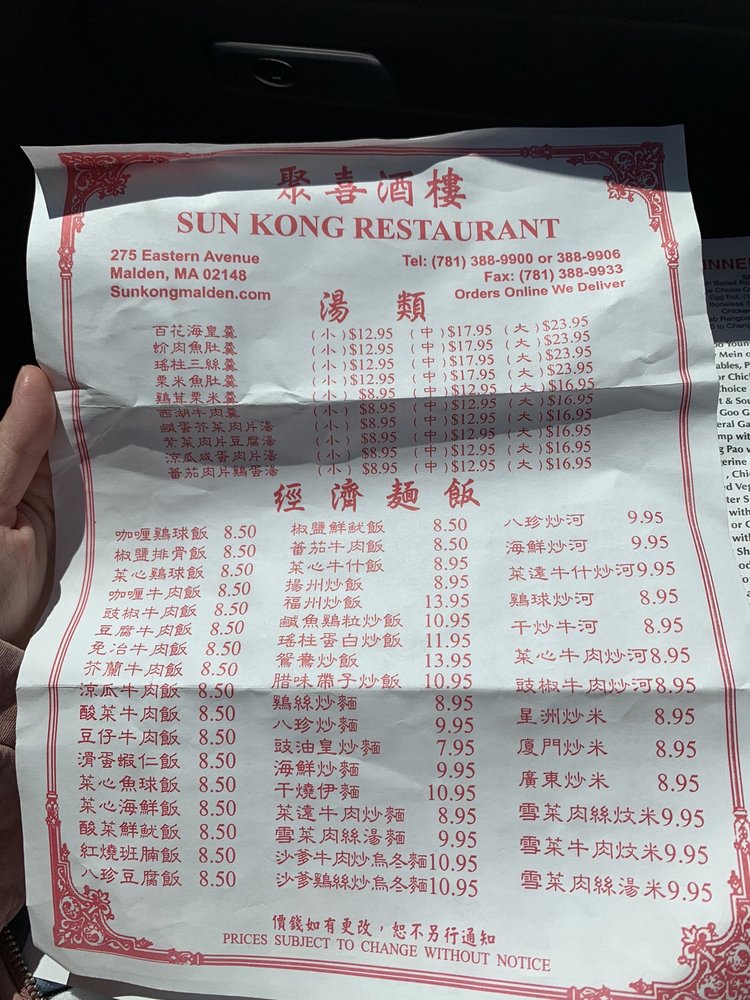 聚喜酒樓
SUN KONG RESTAURANT
275 Eastern Avenue
Malden, MA 02148
Sunkongmalden.com
Tel: (781) 388-9900 or 388-9906
Fax: (781) 388-9933
Orders Online We Deliver
湯 類
百花海皇羹 (小)$12.95 (中)$17.95 (大)$23.95
蚧肉魚肚羹 (小)$12.95 (中)$17.95 (大)$23.95
瑤柱三絲羹 (小)$12.95 (中)$17.95 (大)$23.95
粟米魚肚羹 (小)$12.95 (中)$17.95 (大)$23.95
鷄茸粟米羹 (小)$8.95 (中)$12.95 (大)$16.95
西湖牛肉羹 (小)$8.95 (中)$12.95 (大)$16.95
鹹蛋芥菜肉片湯 (小)$8.95 (中)$12.95 (大)$16.95
紫菜肉片豆腐湯 (小)$8.95 (中)$12.95 (大)$16.95
涼瓜咸蛋肉片湯 (小)$8.95 (中)$12.95 (大)$16.95
番茄肉片鷄蛋湯 (小)$8.95 (中)$12.95 (大)$16.95
經濟麵飯
咖喱鷄球飯 8.50
椒鹽排骨飯 8.50
菜心鷄球飯 8.50
咖喱牛肉飯 8.50
豉椒牛肉飯 8.50
豆腐牛肉飯 8.50
免治牛肉飯 8.50
芥蘭牛肉飯 8.50
涼瓜牛肉飯 8.50
酸菜牛肉飯 8.50
豆仔牛肉飯 8.50
滑蛋蝦仁飯 8.50
菜心魚球飯 8.50
菜心海鮮飯 8.50
酸菜鮮魷飯 8.50
紅燒班腩飯 8.50
八珍豆腐飯 8.50
椒鹽鮮魷飯 8.50
番茄牛肉飯 8.50
菜心牛什飯 8.95
揚州炒飯 8.95
福州炒飯 13.95
鹹魚鷄粒炒飯 10.95
瑤柱蛋白炒飯 11.95
鴛鴦炒飯 13.95
腊味帶子炒飯 10.95
鷄絲炒麵 8.95
八珍炒麵 9.95
豉油皇炒麵 7.95
海鮮炒麵 9.95
干燒伊麵 10.95
菜遠牛肉炒麵 8.95
雪菜肉絲湯麵 9.95
沙爹牛肉炒烏冬麵10.95
沙爹鷄絲炒烏冬麵10.95
八珍炒河 9.95
海鮮炒河 9.95
菜遠牛什炒河9.95
鷄球炒河 8.95
干炒牛河 8.95
菜心牛肉炒河8.95
豉椒牛肉炒河8.95
星洲炒米 8.95
廈門炒米 8.95
廣東炒米 8.95
雪菜肉絲炆米9.95
雪菜牛肉炆米9.95
雪菜肉絲湯米9.95
價錢如有更改，恕不另行通知
PRICES SUBJECT TO CHANGE WITHOUT NOTICE